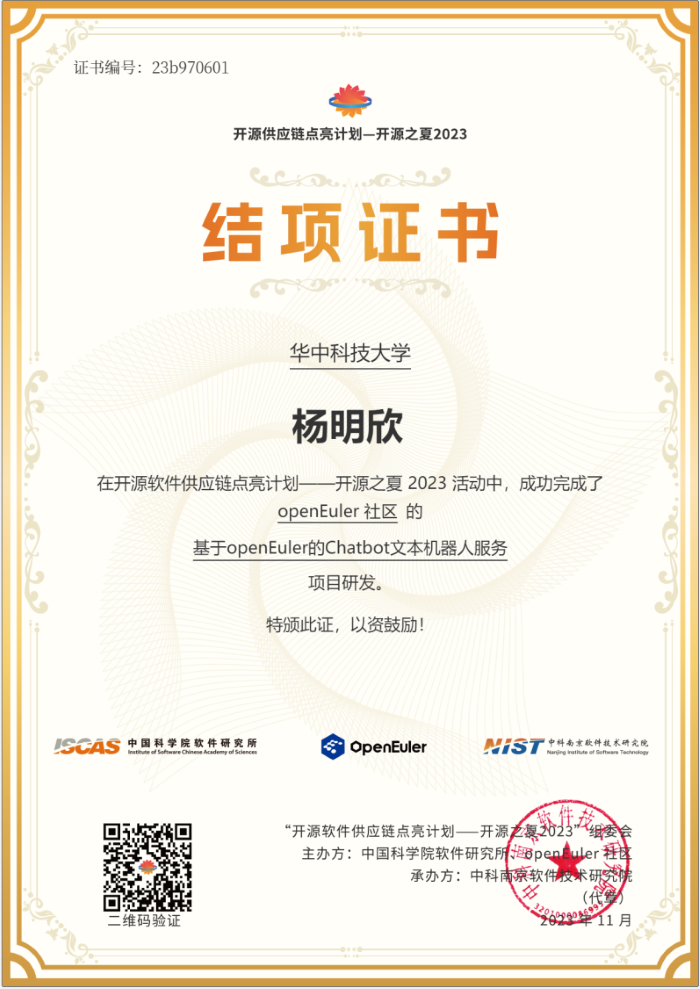 证书编号：23b970601
开源供应链点亮计划—开源之夏2023
结项证书
华中科技大学
杨明欣
在开源软件供应链点亮计划——开源之夏 2023 活动中，成功完成了
openEuler 社区 的
基于openEuler的Chatbot文本机器人服务
项目研发。
特颁此证，以资鼓励！
ISCAS 中国科学院软件研究所
Institute of Software Chinese Academy of Sciences
OpenEuler
NIST 中科南京软件技术研究院
Nanjing Institute of Software Technology
“开源软件供应链点亮计划——开源之夏2023”组委会
主办方：中国科学院软件研究所、openEuler 社区
承办方：中科南京软件技术研究院
（代章）
2023 年 11 月
中科南京软件技术研究院
二维码验证